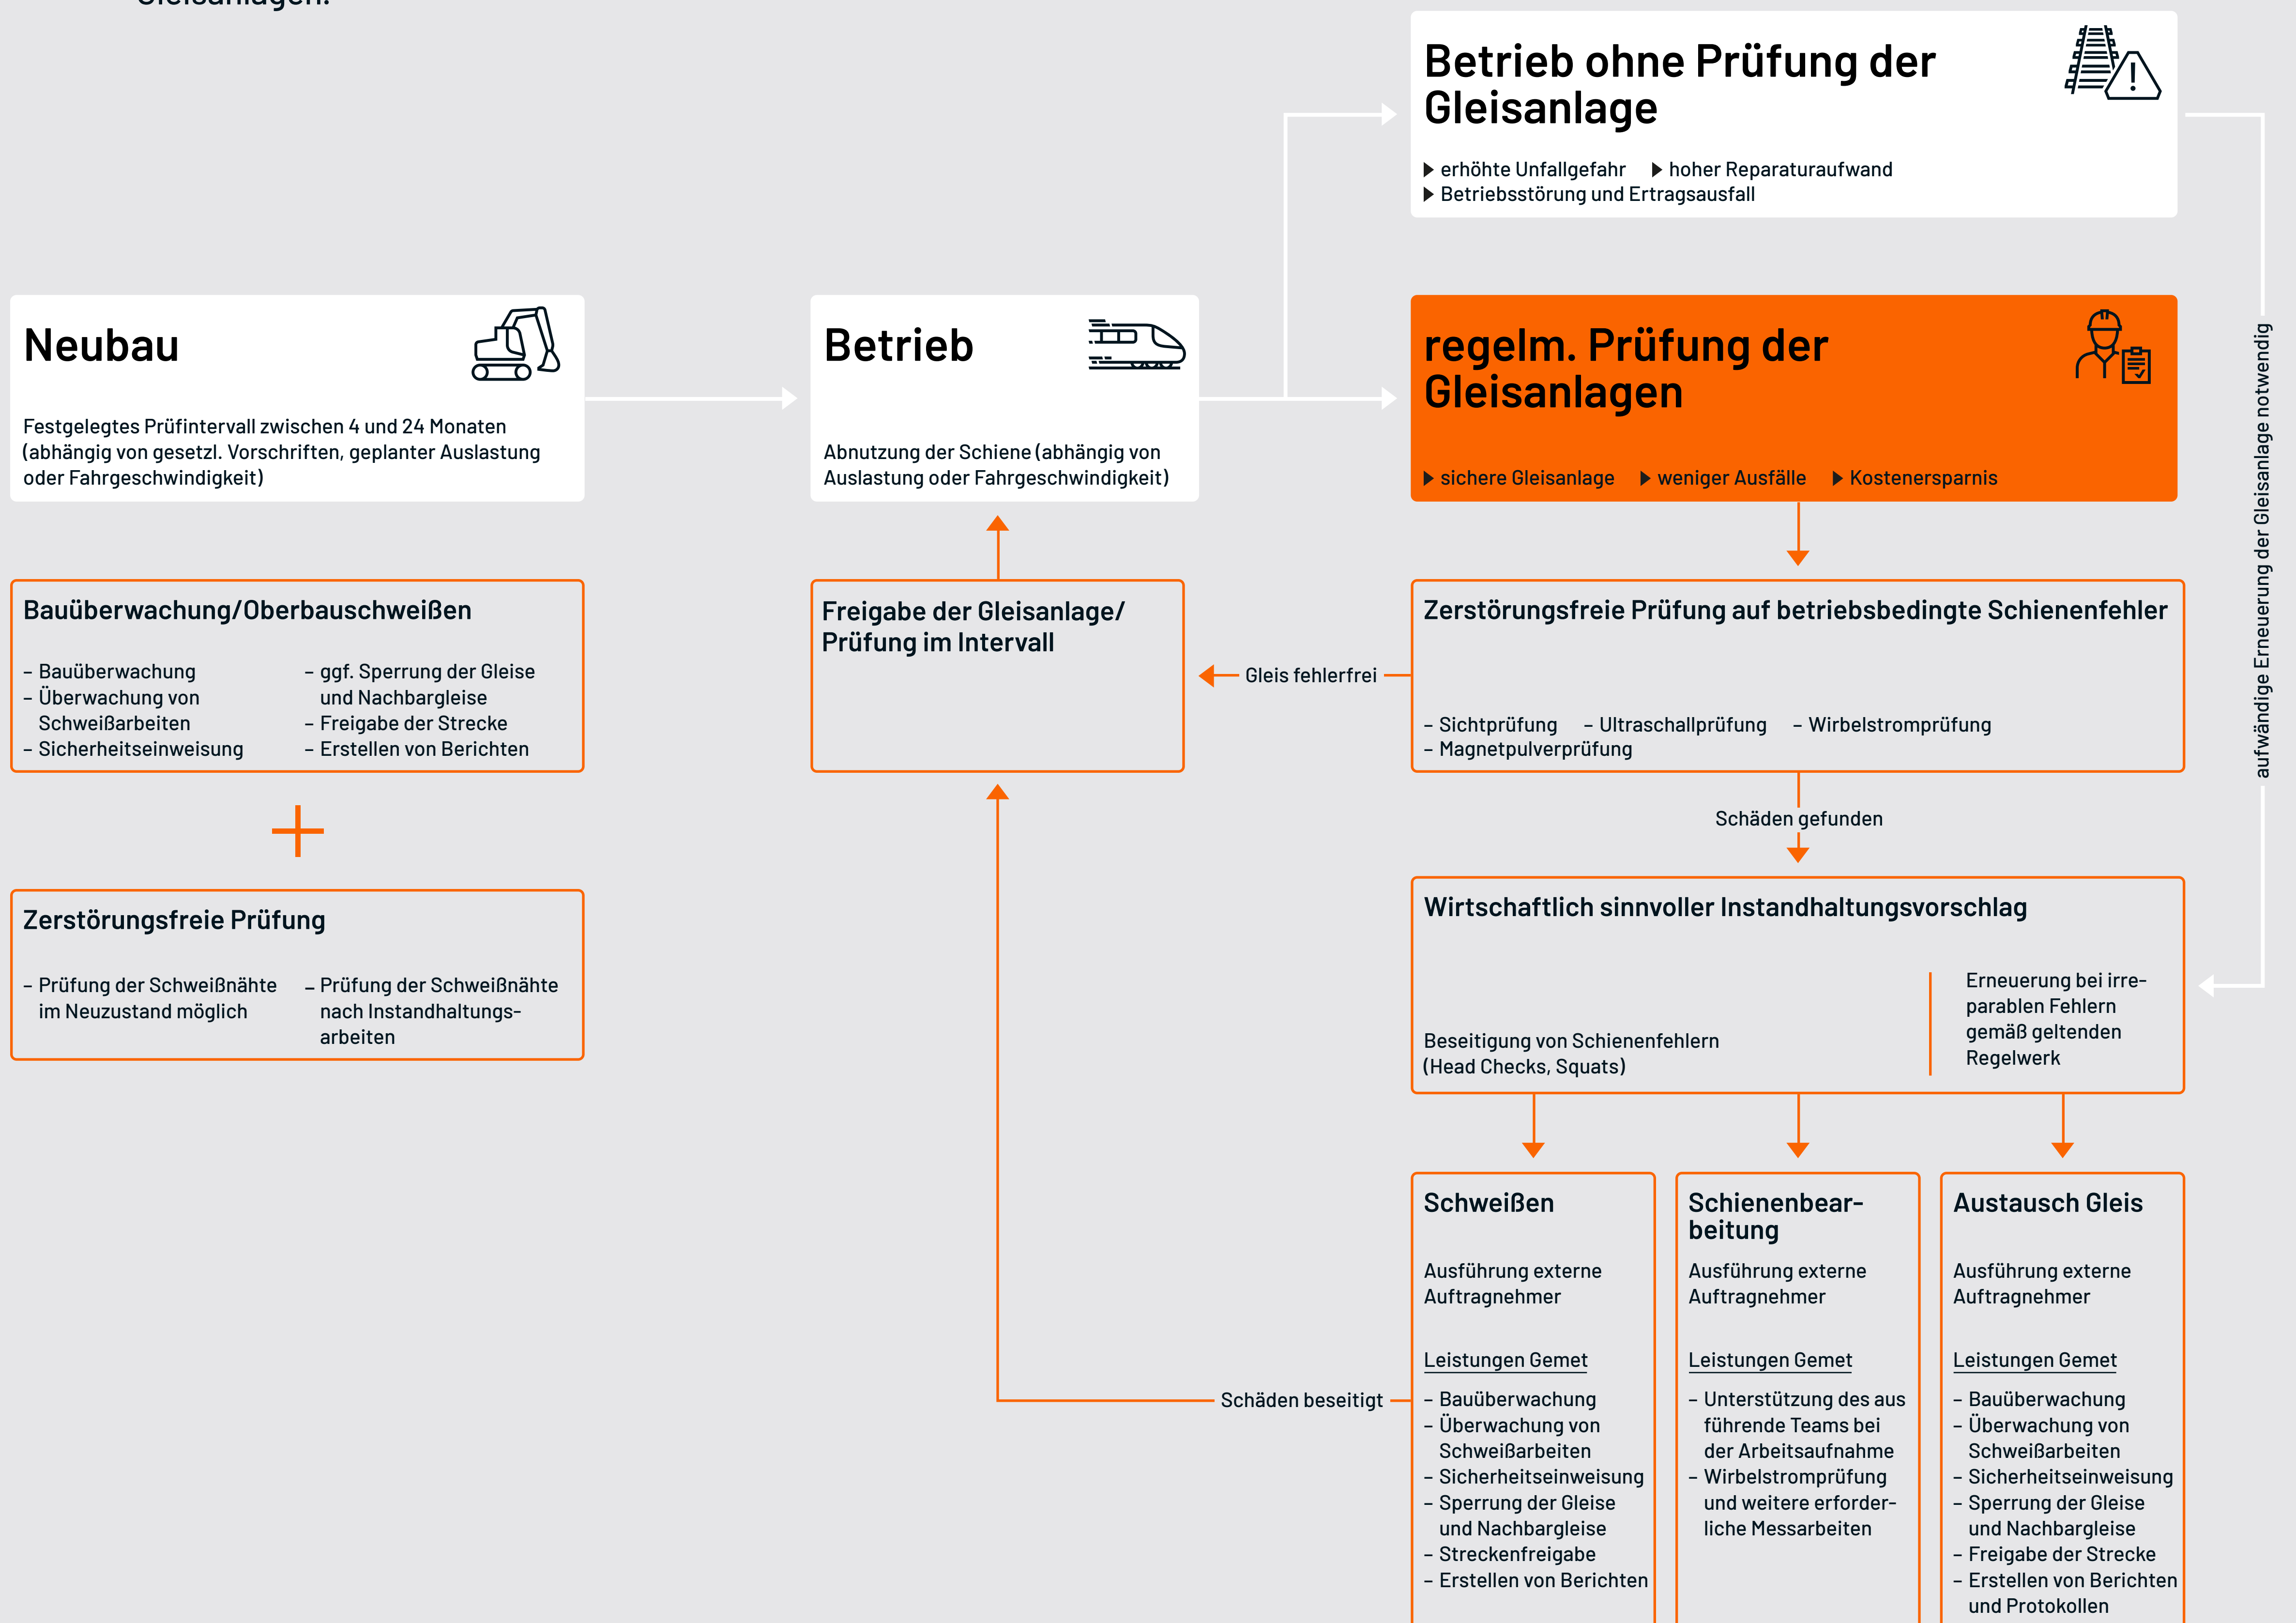 Gleisanlagen.
Betrieb ohne Prüfung der
Gleisanlage
erhöhte Unfallgefahr
hoher Reparaturaufwand
Betriebsstörung und Ertragsausfall
Neubau
Festgelegtes Prüfintervall zwischen 4 und 24 Monaten
(abhängig von gesetzl. Vorschriften, geplanter Auslastung
oder Fahrgeschwindigkeit)
Betrieb
Abnutzung der Schiene (abhängig von
Auslastung oder Fahrgeschwindigkeit)
regelm. Prüfung der
Gleisanlagen
sichere Gleisanlage
weniger Ausfälle
Kostenersparnis
aufwändige Erneuerung der Gleisanlage notwendig
Bauüberwachung/Oberbauschweißen
– Bauüberwachung
– Überwachung von
Schweißarbeiten
– Sicherheitseinweisung
– ggf. Sperrung der Gleise
und Nachbargleise
– Freigabe der Strecke
– Erstellen von Berichten
Freigabe der Gleisanlage/
Prüfung im Intervall
Gleis fehlerfrei
Zerstörungsfreie Prüfung auf betriebsbedingte Schienenfehler
– Sichtprüfung
– Ultraschallprüfung
– Wirbelstromprüfung
– Magnetpulverprüfung
Schäden gefunden
Zerstörungsfreie Prüfung
– Prüfung der Schweißnähte
im Neuzustand möglich
– Prüfung der Schweißnähte
nach Instandhaltungs-
arbeiten
Wirtschaftlich sinnvoller Instandhaltungsvorschlag
Beseitigung von Schienenfehlern
(Head Checks, Squats)
Erneuerung bei irre-
parablen Fehlern
gemäß geltenden
Regelwerk
Schäden beseitigt
Schweißen
Ausführung externe
Auftragnehmer
Leistungen Gemet
– Bauüberwachung
– Überwachung von
Schweißarbeiten
– Sicherheitseinweisung
– Sperrung der Gleise
und Nachbargleise
– Streckenfreigabe
– Erstellen von Berichten
Schienenbear-
beitung
Ausführung externe
Auftragnehmer
Leistungen Gemet
– Unterstützung des aus
führende Teams bei
der Arbeitsaufnahme
– Wirbelstromprüfung
und weitere erforder-
liche Messarbeiten
Austausch Gleis
Ausführung externe
Auftragnehmer
Leistungen Gemet
– Bauüberwachung
– Überwachung von
Schweißarbeiten
– Sicherheitseinweisung
– Sperrung der Gleise
und Nachbargleise
– Freigabe der Strecke
– Erstellen von Berichten
und Protokollen